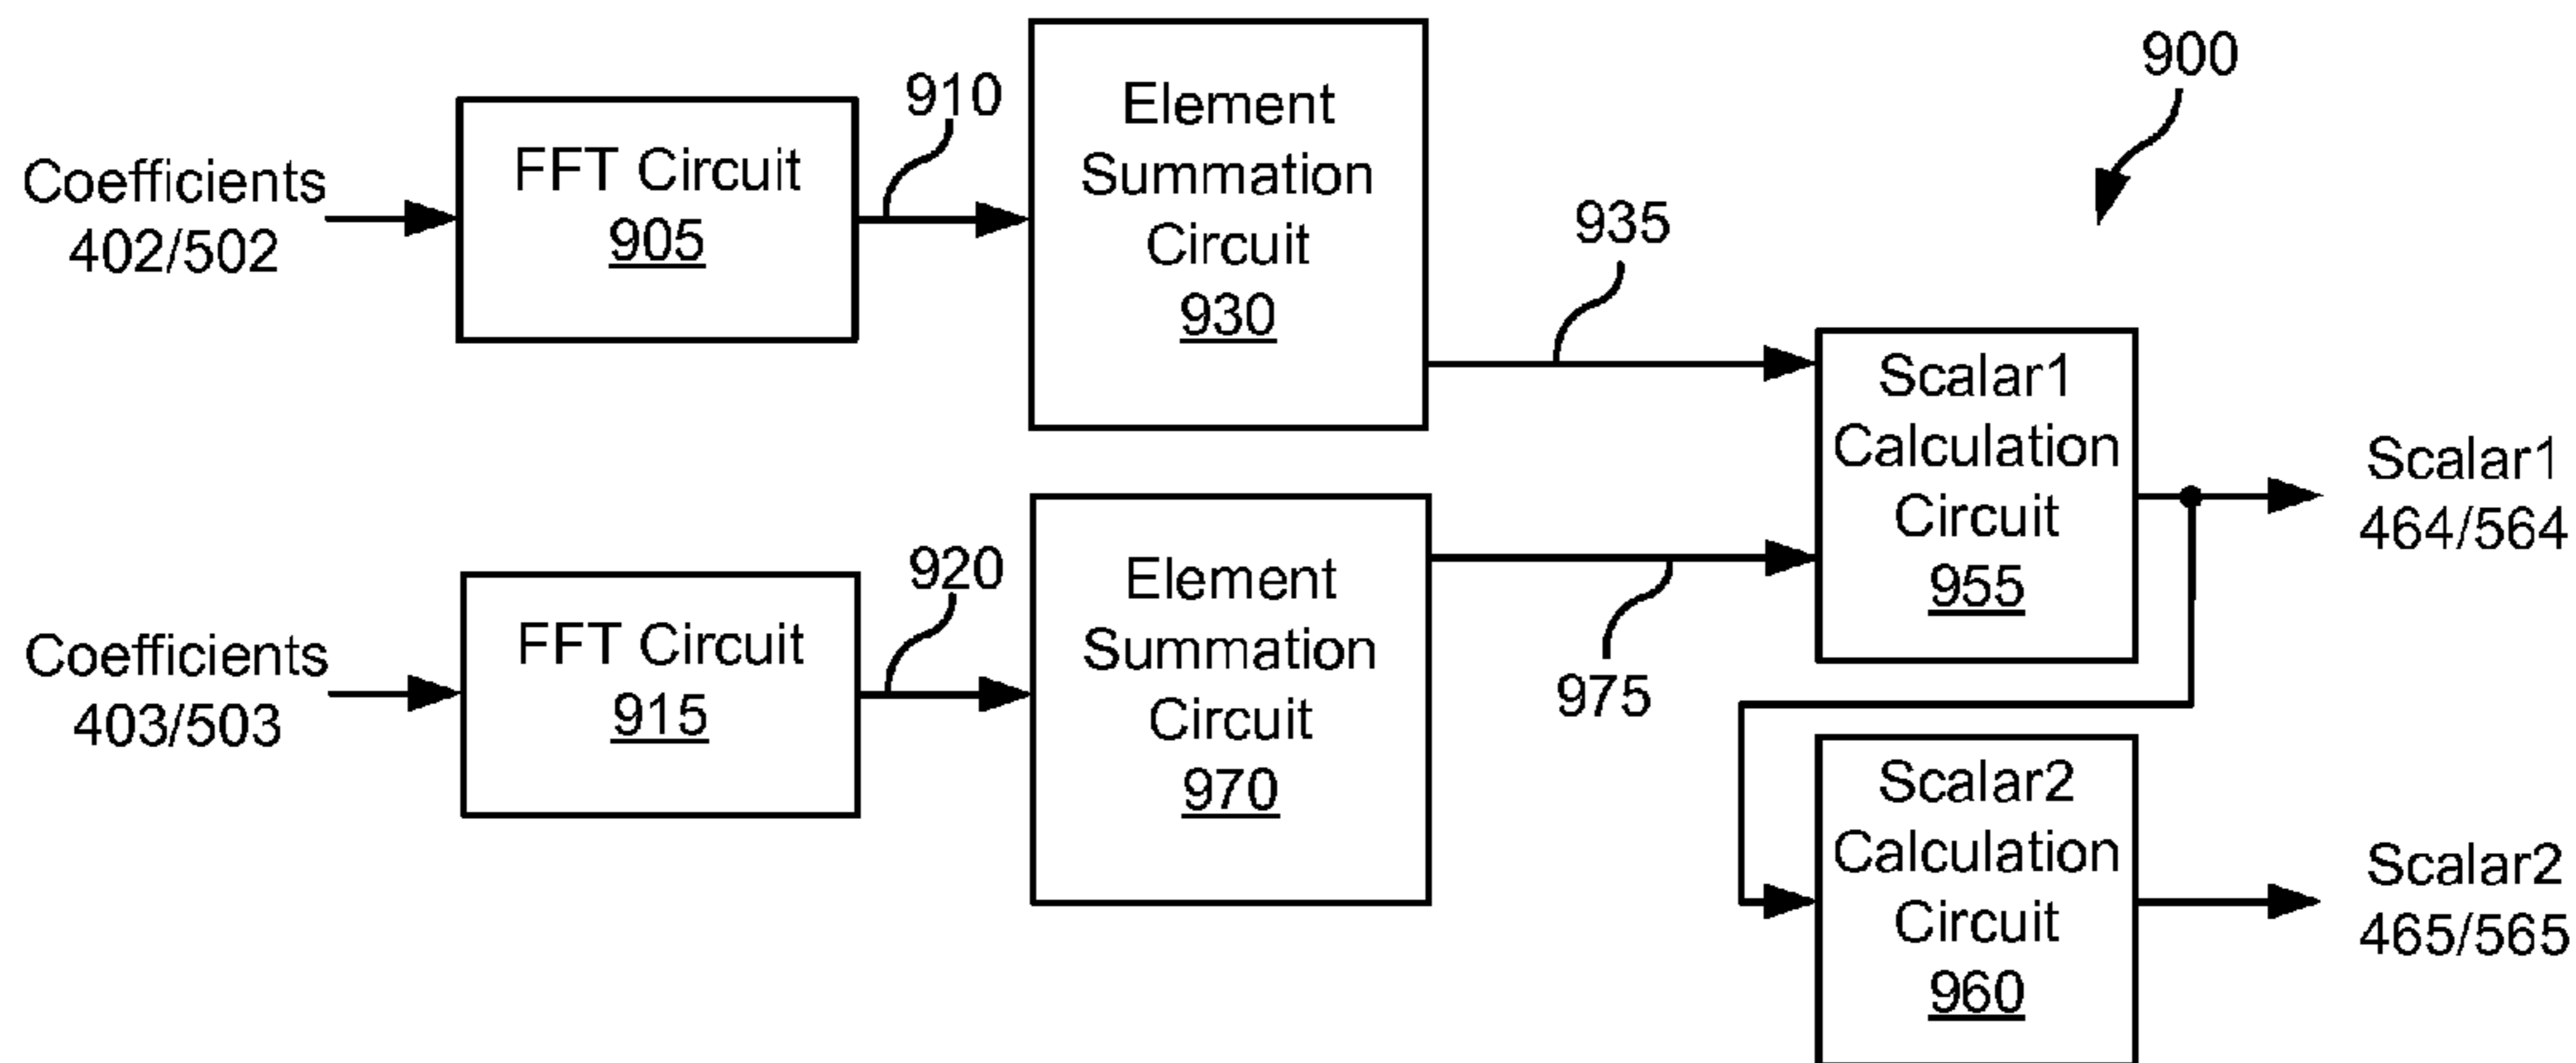 900
Coefficients
402/502
FFT Circuit
905
910
Element
Summation
Circuit
930
935
Coefficients
403/503
FFT Circuit
915
920
Element
Summation
Circuit
970
975
Scalar1
Calculation
Circuit
955
Scalar1
464/564
Scalar2
Calculation
Circuit
960
Scalar2
465/565